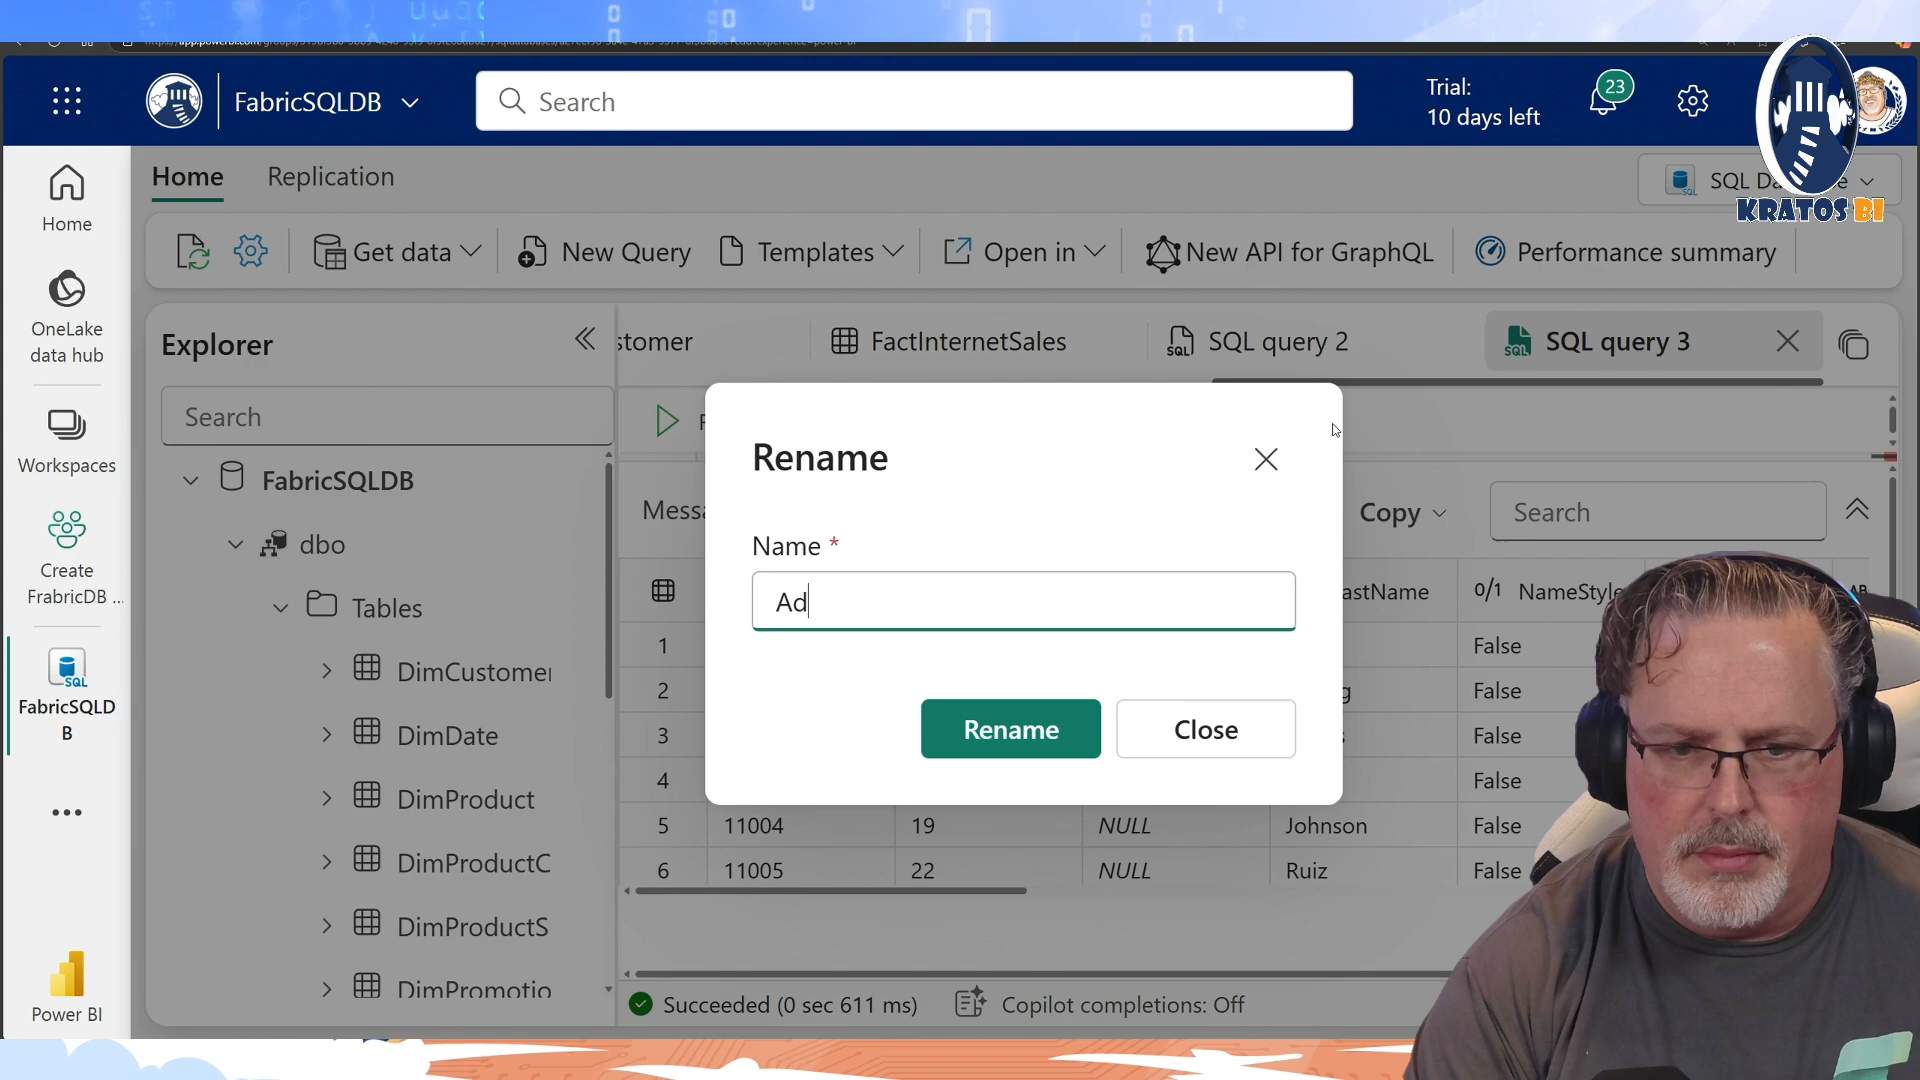 FabricSQLDB
Search
Trial:
10 days left
23
KRATOS BI
Home
Replication
SQL Da
Get data
New Query
Templates
Open in
New API for GraphQL
Performance summary
Home
OneLake
data hub
Workspaces
Create
FrabricDB ...
FabricSQLD
B
Power BI
Explorer
Search
FabricSQLDB
dbo
Tables
DimCustomer
DimDate
DimProduct
DimProductC
DimProductS
DimPromotio
stomer
FactInternetSales
SQL query 2
SQL query 3
Messa
Copy
Search
astName
0/1 NameStyle
1 False
2 g False
3 s False
4 False
5 11004 19 NULL Johnson False
6 11005 22 NULL Ruiz False
Succeeded (0 sec 611 ms)
Copilot completions: Off
Rename
Name *
Ad
Rename
Close